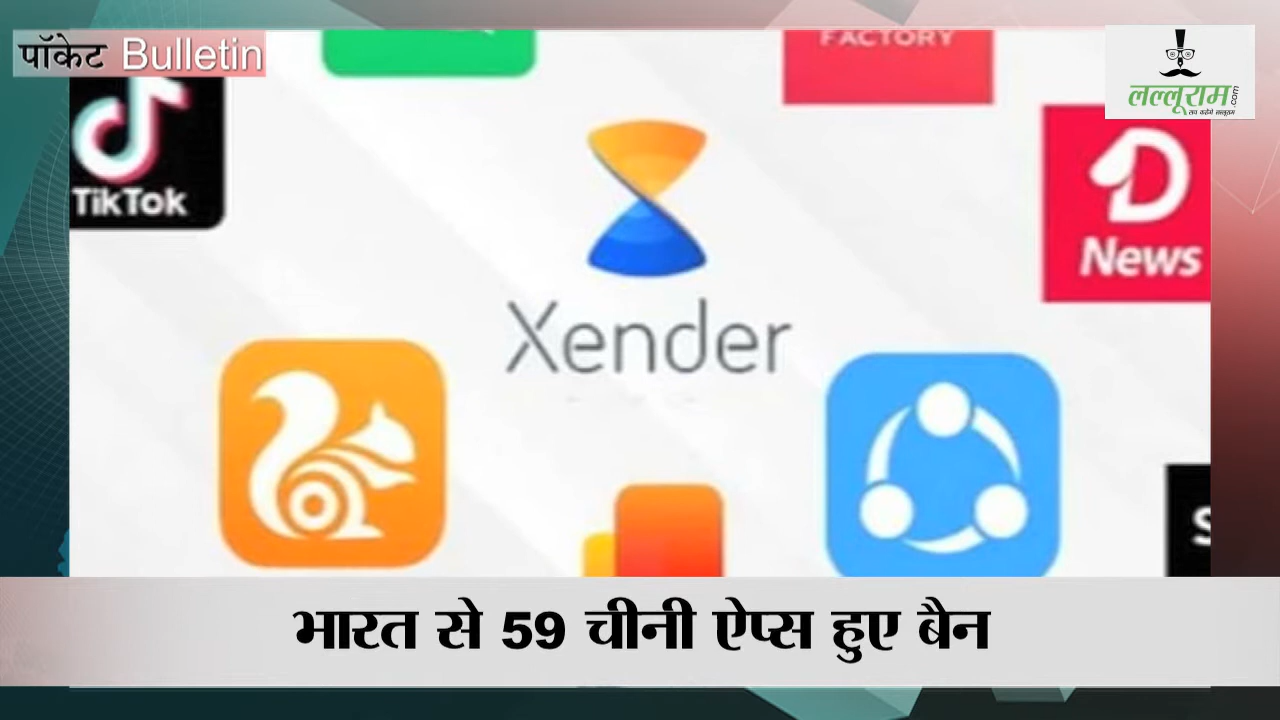 पॉकेट Bulletin
FACTORY
लल्लूराम.com
TikTok
News
Xender
भारत से 59 चीनी ऐप्स हुए बैन